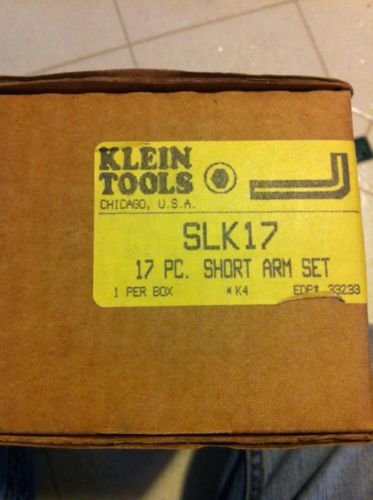 KLEIN
TOOLS
CHICAGO, U.S.A.
SLK17
17 PC. SHORT ARM SET
1 PER BOX *K4 EDP# 33233